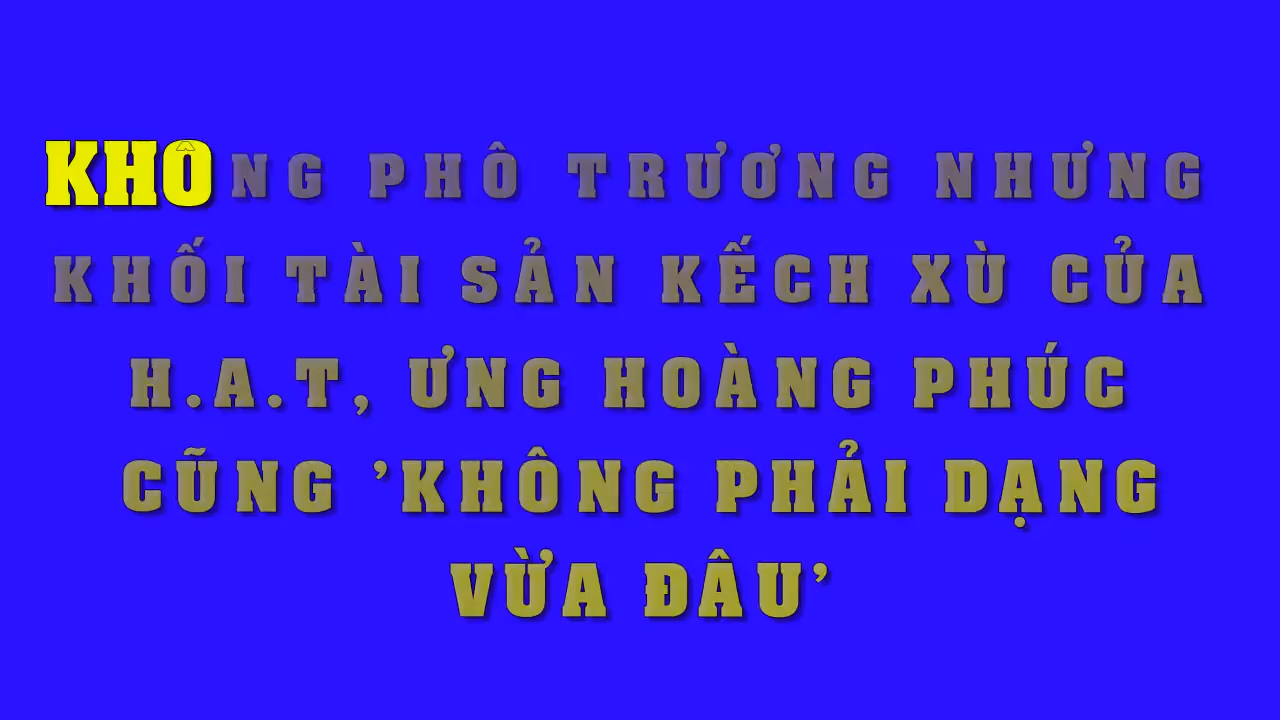 KHÔNG PHÔ TRƯƠNG NHƯNG
KHỐI TÀI SẢN KẾCH XÙ CỦA
H.A.T, ƯNG HOÀNG PHÚC
CŨNG ’KHÔNG PHẢI DẠNG
VỪA ĐÂU’